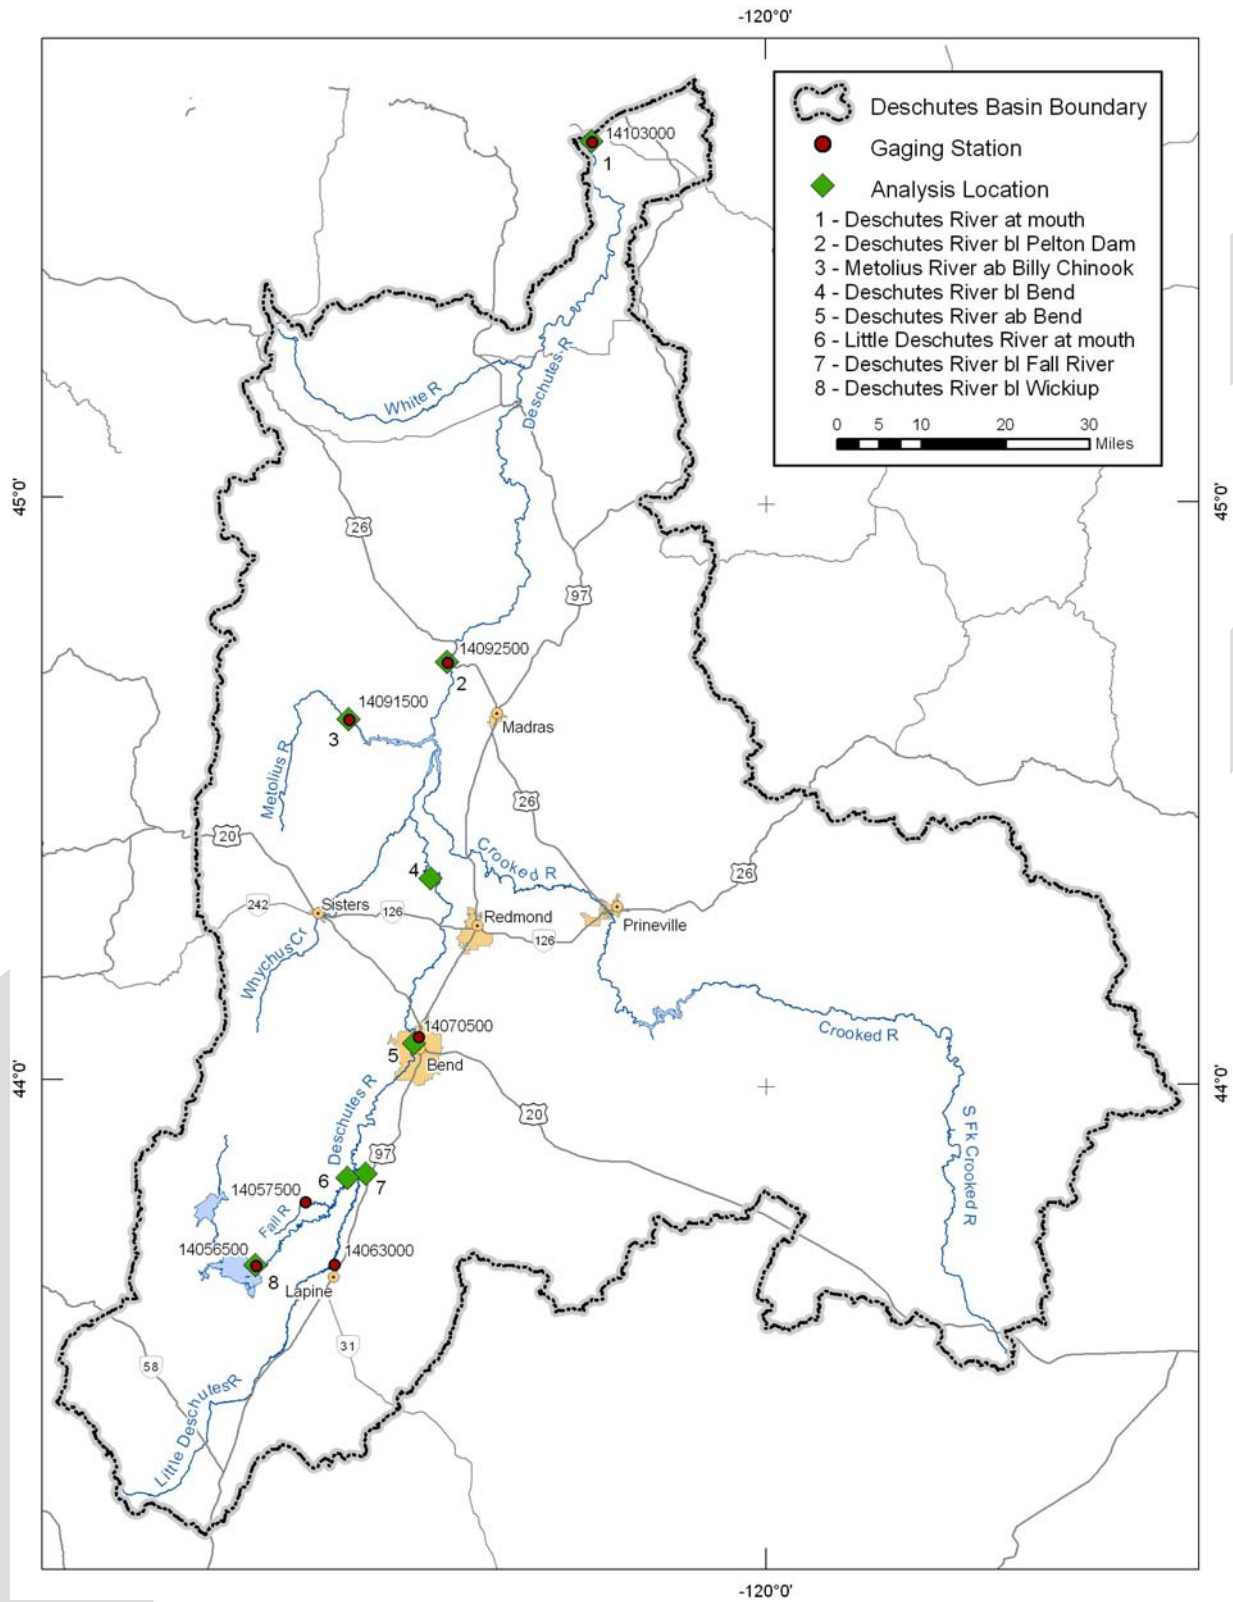 -120°0'
Deschutes Basin Boundary
Gaging Station
Analysis Location
1 - Deschutes River at mouth
2 - Deschutes River bl Pelton Dam
3 - Metolius River ab Billy Chinook
4 - Deschutes River bl Bend
5 - Deschutes River ab Bend
6 - Little Deschutes River at mouth
7 - Deschutes River bl Fall River
8 - Deschutes River bl Wickiup
0 5 10 20 30
Miles
14103000
1
Deschutes R
White R
45°0'
45°0'
26
97
14092500
2
14091500
3
Madras
Metolius R
26
20
Crooked R
4
26
242
Sisters
126
Redmond
126
Prineville
Whychus Cr
14070500
5
Bend
Crooked R
44°0'
44°0'
Deschutes R
20
S Fk Crooked R
97
6
7
14057500
Fall R
14056500
8
14063000
Lapine
31
58
Little Deschutes R
-120°0'